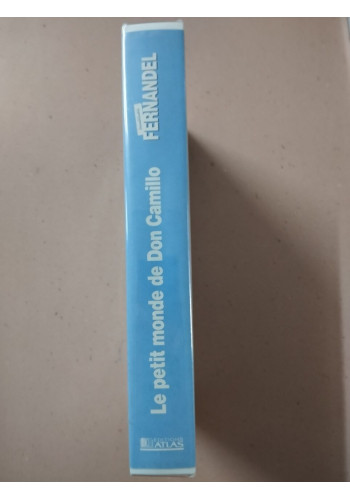 Le petit monde de Don Camillo
FERNANDEL
ATLAS